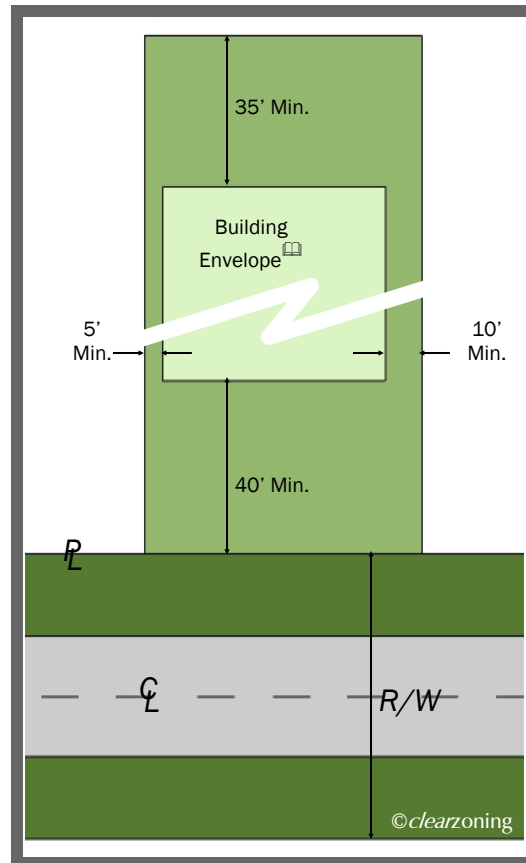 35’ Min.
Building
Envelope
5’
Min.
10’
Min.
40’ Min.
PL
CL
R/W
©clearzoning